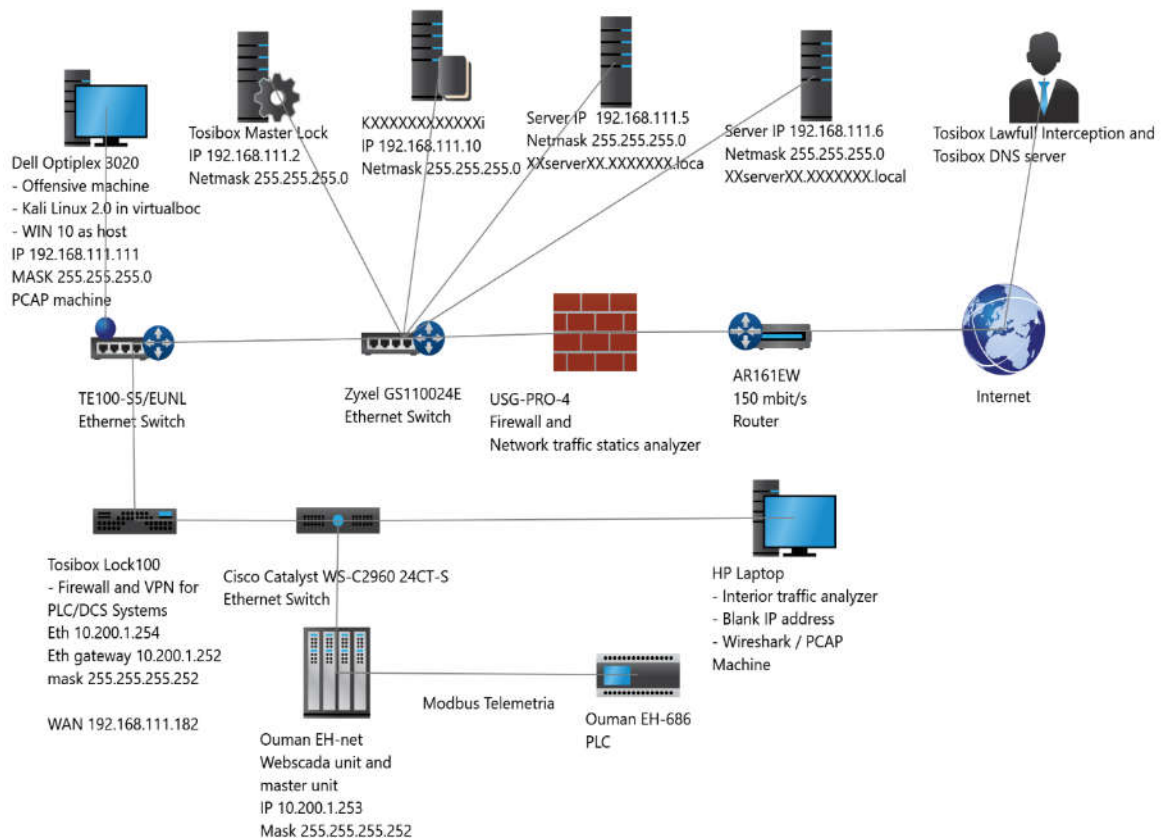 Dell Optiplex 3020
- Offensive machine
- Kali Linux 2.0 in virtualboc
- WIN 10 as host
IP 192.168.111.111
MASK 255.255.255.0
PCAP machine
Tosibox Master Lock
IP 192.168.111.2
Netmask 255.255.255.0
KXXXXXXXXXXXXi
IP 192.168.111.10
Netmask 255.255.255.0
Server IP 192.168.111.5
Netmask 255.255.255.0
XXserverXX.XXXXXXX.loca
Server IP 192.168.111.6
Netmask 255.255.255.0
XXserverXX.XXXXXXX.local
Tosibox Lawfull Interception and
Tosibox DNS server
TE100-S5/EUNL
Ethernet Switch
Zyxel GS110024E
Ethernet Switch
USG-PRO-4
Firewall and
Network traffic statics analyzer
AR161EW
150 mbit/s
Router
Internet
Tosibox Lock100
- Firewall and VPN for
PLC/DCS Systems
Eth 10.200.1.254
Eth gateway 10.200.1.252
mask 255.255.255.252
WAN 192.168.111.182
Cisco Catalyst WS-C2960 24CT-S
Ethernet Switch
HP Laptop
- Interior traffic analyzer
- Blank IP address
- Wireshark / PCAP
Machine
Modbus Telemetria
Ouman EH-686
PLC
Ouman EH-net
Webscada unit and
master unit
IP 10.200.1.253
Mask 255.255.255.252